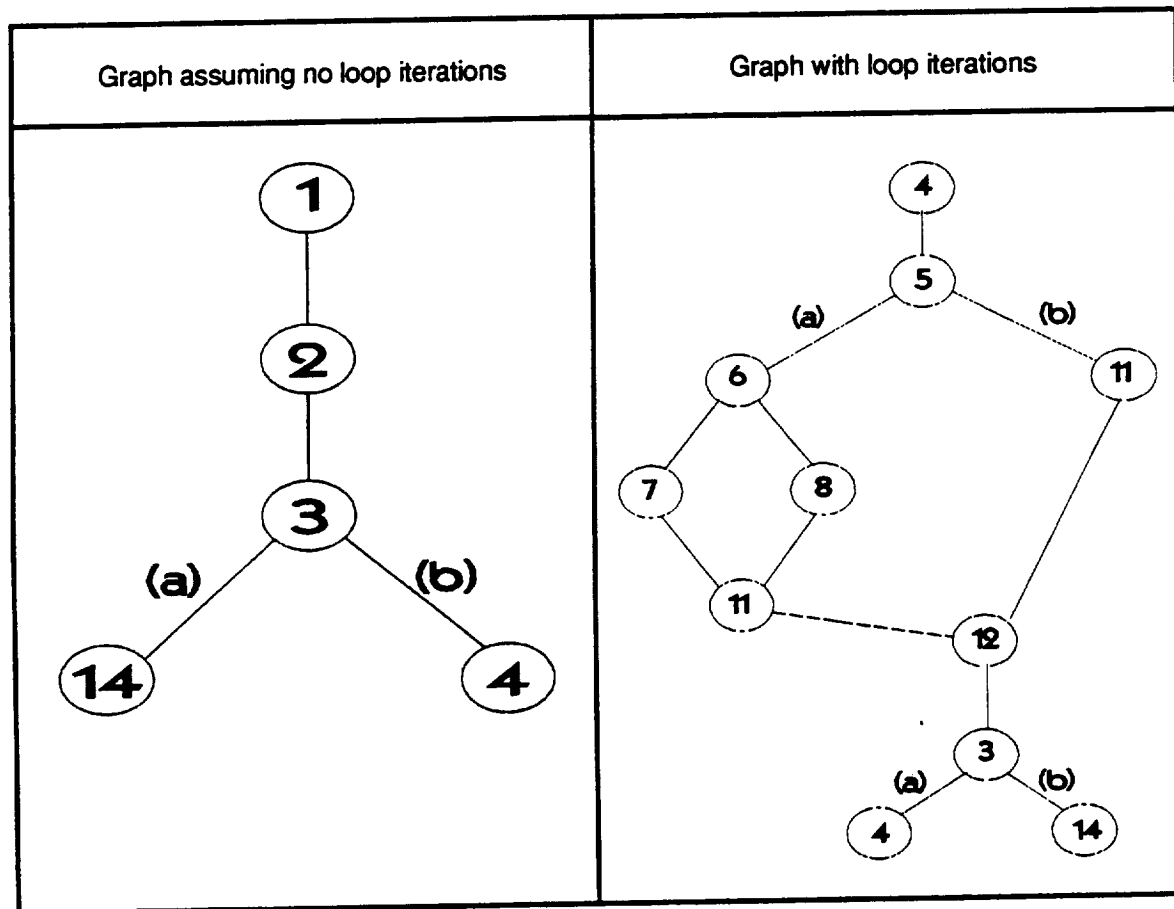 Graph assuming no loop iterations
Graph with loop iterations
1
2
3
(a) (b)
14 4
4
5
(a) (b)
6 11
7 8
11 12
3
(a) (b)
4 14